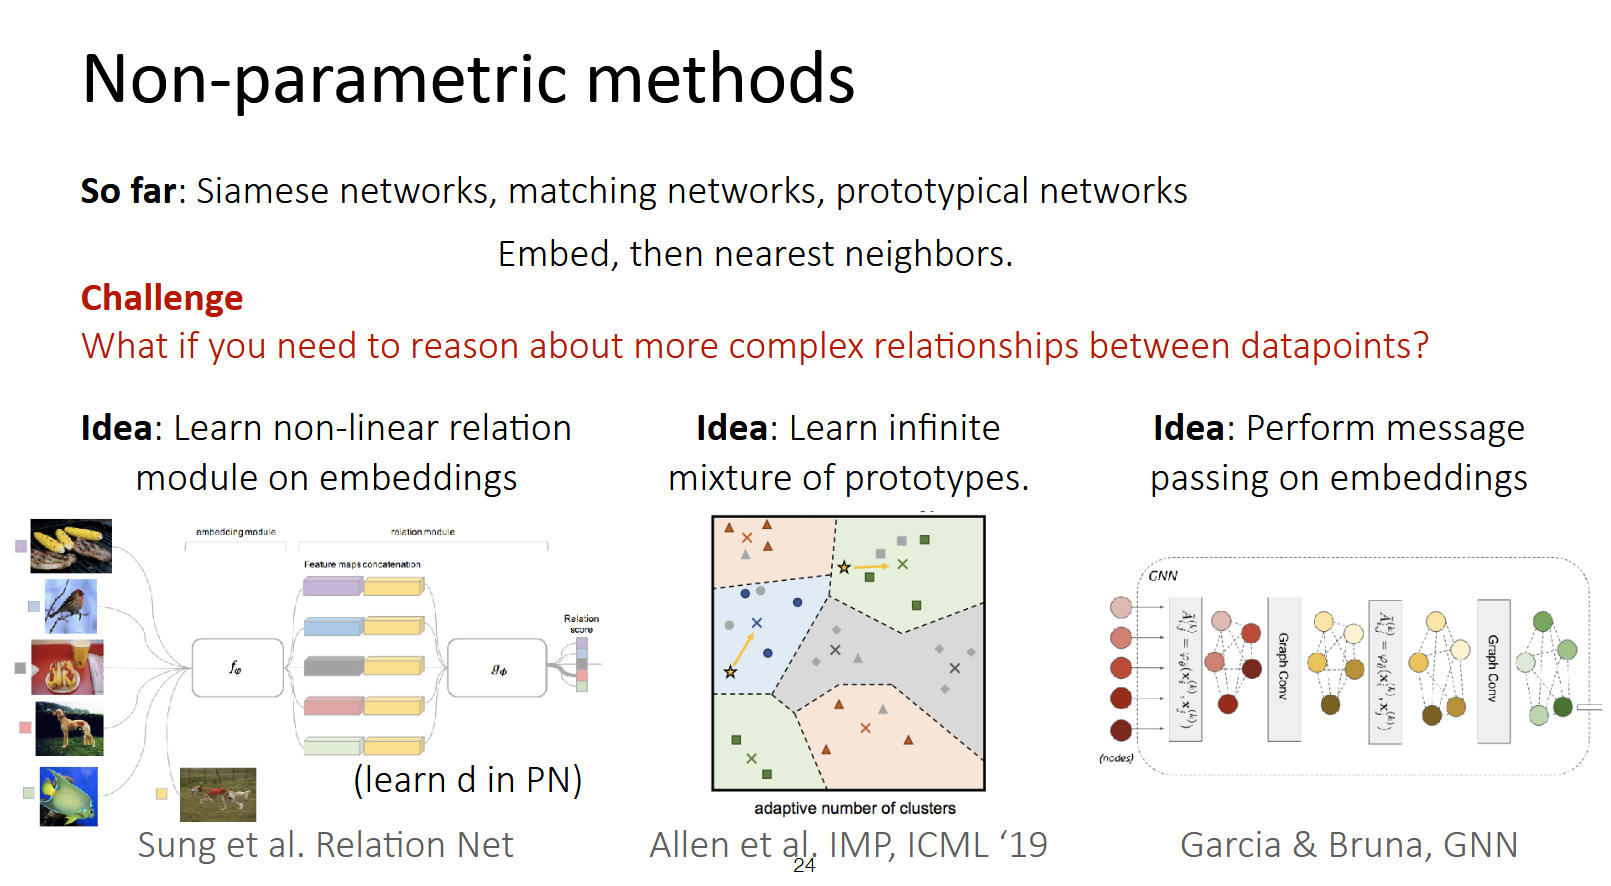 Non-parametric methods
So far: Siamese networks, matching networks, prototypical networks
Embed, then nearest neighbors.
Challenge
What if you need to reason about more complex relationships between datapoints?
Idea: Learn non-linear relation
module on embeddings
embedding module
relation module
Feature maps concatenation
Relation
score
fφ
gϕ
(learn d in PN)
Sung et al. Relation Net
Idea: Learn infinite
mixture of prototypes.
adaptive number of clusters
Allen et al. IMP, ICML ‘19
Idea: Perform message
passing on embeddings
GNN
(nodes)
Graph Conv
Graph Conv
Garcia & Bruna, GNN
24